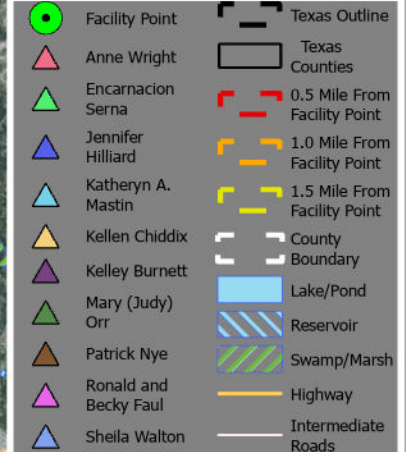 Facility Point
Anne Wright
Encarnacion
Serna
Jennifer
Hilliard
Katheryn A.
Mastin
Kellen Chiddix
Kelley Burnett
Mary (Judy)
Orr
Patrick Nye
Ronald and
Becky Faul
Sheila Walton
Texas Outline
Texas
Counties
0.5 Mile From
Facility Point
1.0 Mile From
Facility Point
1.5 Mile From
Facility Point
County
Boundary
Lake/Pond
Reservoir
Swamp/Marsh
Highway
Intermediate
Roads